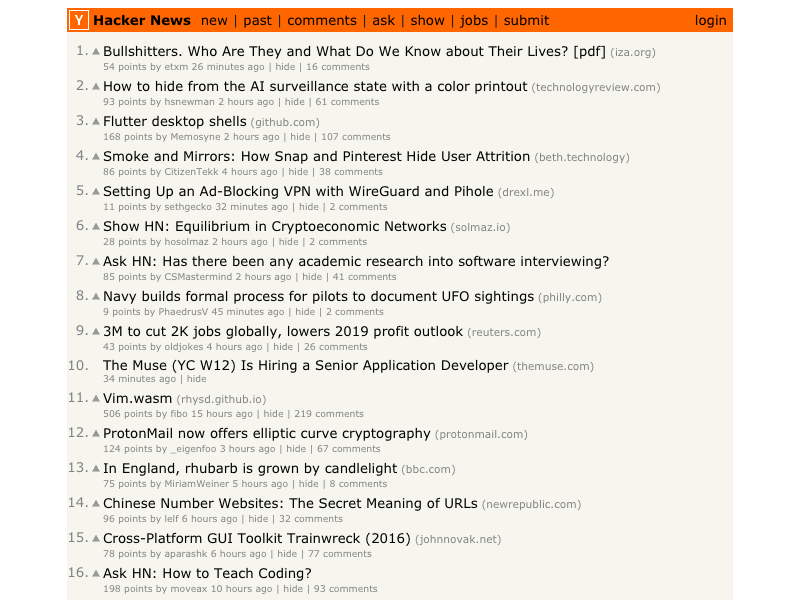 Y Hacker News new | past | comments | ask | show | jobs | submit login
1. Bullshitters. Who Are They and What Do We Know about Their Lives? [pdf] (iza.org)
54 points by etxm 26 minutes ago | hide | 16 comments
2. How to hide from the AI surveillance state with a color printout (technologyreview.com)
93 points by hsnewman 2 hours ago | hide | 61 comments
3. Flutter desktop shells (github.com)
168 points by Memosyne 2 hours ago | hide | 107 comments
4. Smoke and Mirrors: How Snap and Pinterest Hide User Attrition (beth.technology)
86 points by CitizenTekk 4 hours ago | hide | 38 comments
5. Setting Up an Ad-Blocking VPN with WireGuard and Pihole (drexl.me)
11 points by sethgecko 32 minutes ago | hide | 2 comments
6. Show HN: Equilibrium in Cryptoeconomic Networks (solmaz.io)
28 points by hosolmaz 2 hours ago | hide | 2 comments
7. Ask HN: Has there been any academic research into software interviewing?
85 points by CSMastermind 2 hours ago | hide | 41 comments
8. Navy builds formal process for pilots to document UFO sightings (philly.com)
9 points by PhaedrusV 45 minutes ago | hide | 2 comments
9. 3M to cut 2K jobs globally, lowers 2019 profit outlook (reuters.com)
43 points by oldjokes 4 hours ago | hide | 26 comments
10. The Muse (YC W12) Is Hiring a Senior Application Developer (themuse.com)
34 minutes ago | hide
11. Vim.wasm (rhysd.github.io)
506 points by fibo 15 hours ago | hide | 219 comments
12. ProtonMail now offers elliptic curve cryptography (protonmail.com)
124 points by _eigenfoo 3 hours ago | hide | 67 comments
13. In England, rhubarb is grown by candlelight (bbc.com)
75 points by MiriamWeiner 5 hours ago | hide | 8 comments
14. Chinese Number Websites: The Secret Meaning of URLs (newrepublic.com)
96 points by lelf 6 hours ago | hide | 32 comments
15. Cross-Platform GUI Toolkit Trainwreck (2016) (johnnovak.net)
78 points by aparashk 6 hours ago | hide | 77 comments
16. Ask HN: How to Teach Coding?
198 points by moveax 10 hours ago | hide | 93 comments